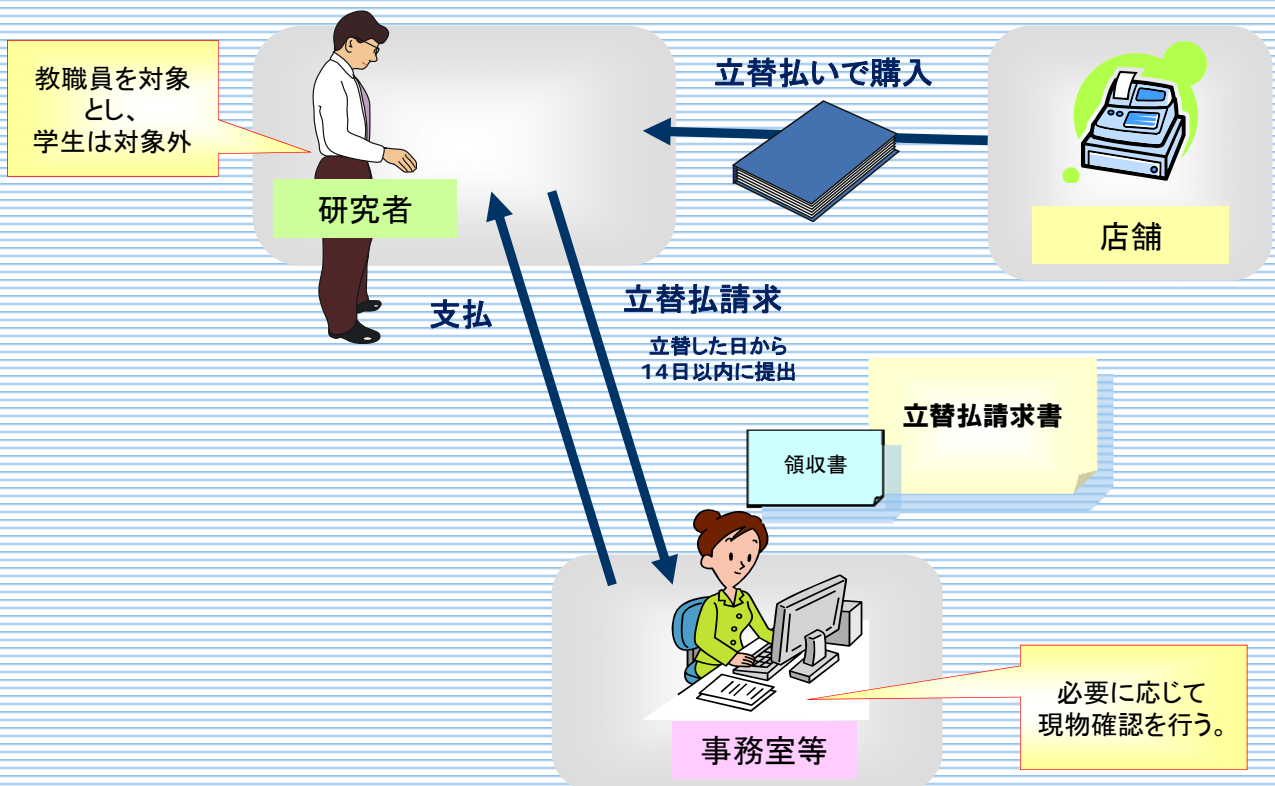 教職員を対象
とし、
学生は対象外
立替払いで購入
研究者
店舗
支払
立替払請求
立替した日から
14日以内に提出
立替払請求書
領収書
必要に応じて
現物確認を行う。
事務室等